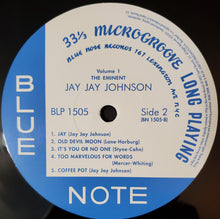 33⅓ MICROGROOVE LONG PLAYING
BLUE NOTE RECORDS 767 LEXINGTON AVE NYC
BLUE
NOTE
Volume 1
THE EMINENT
JAY JAY JOHNSON
BLP 1505
Side 2
(BN 1505-B)
1. JAY (Jay Jay Johnson)
2. OLD DEVIL MOON (Lane-Harburg)
3. IT'S YOU OR NO ONE (Styne-Cahn)
4. TOO MARVELOUS FOR WORDS
(Mercer-Whiting)
5. COFFEE POT (Jay Jay Johnson)